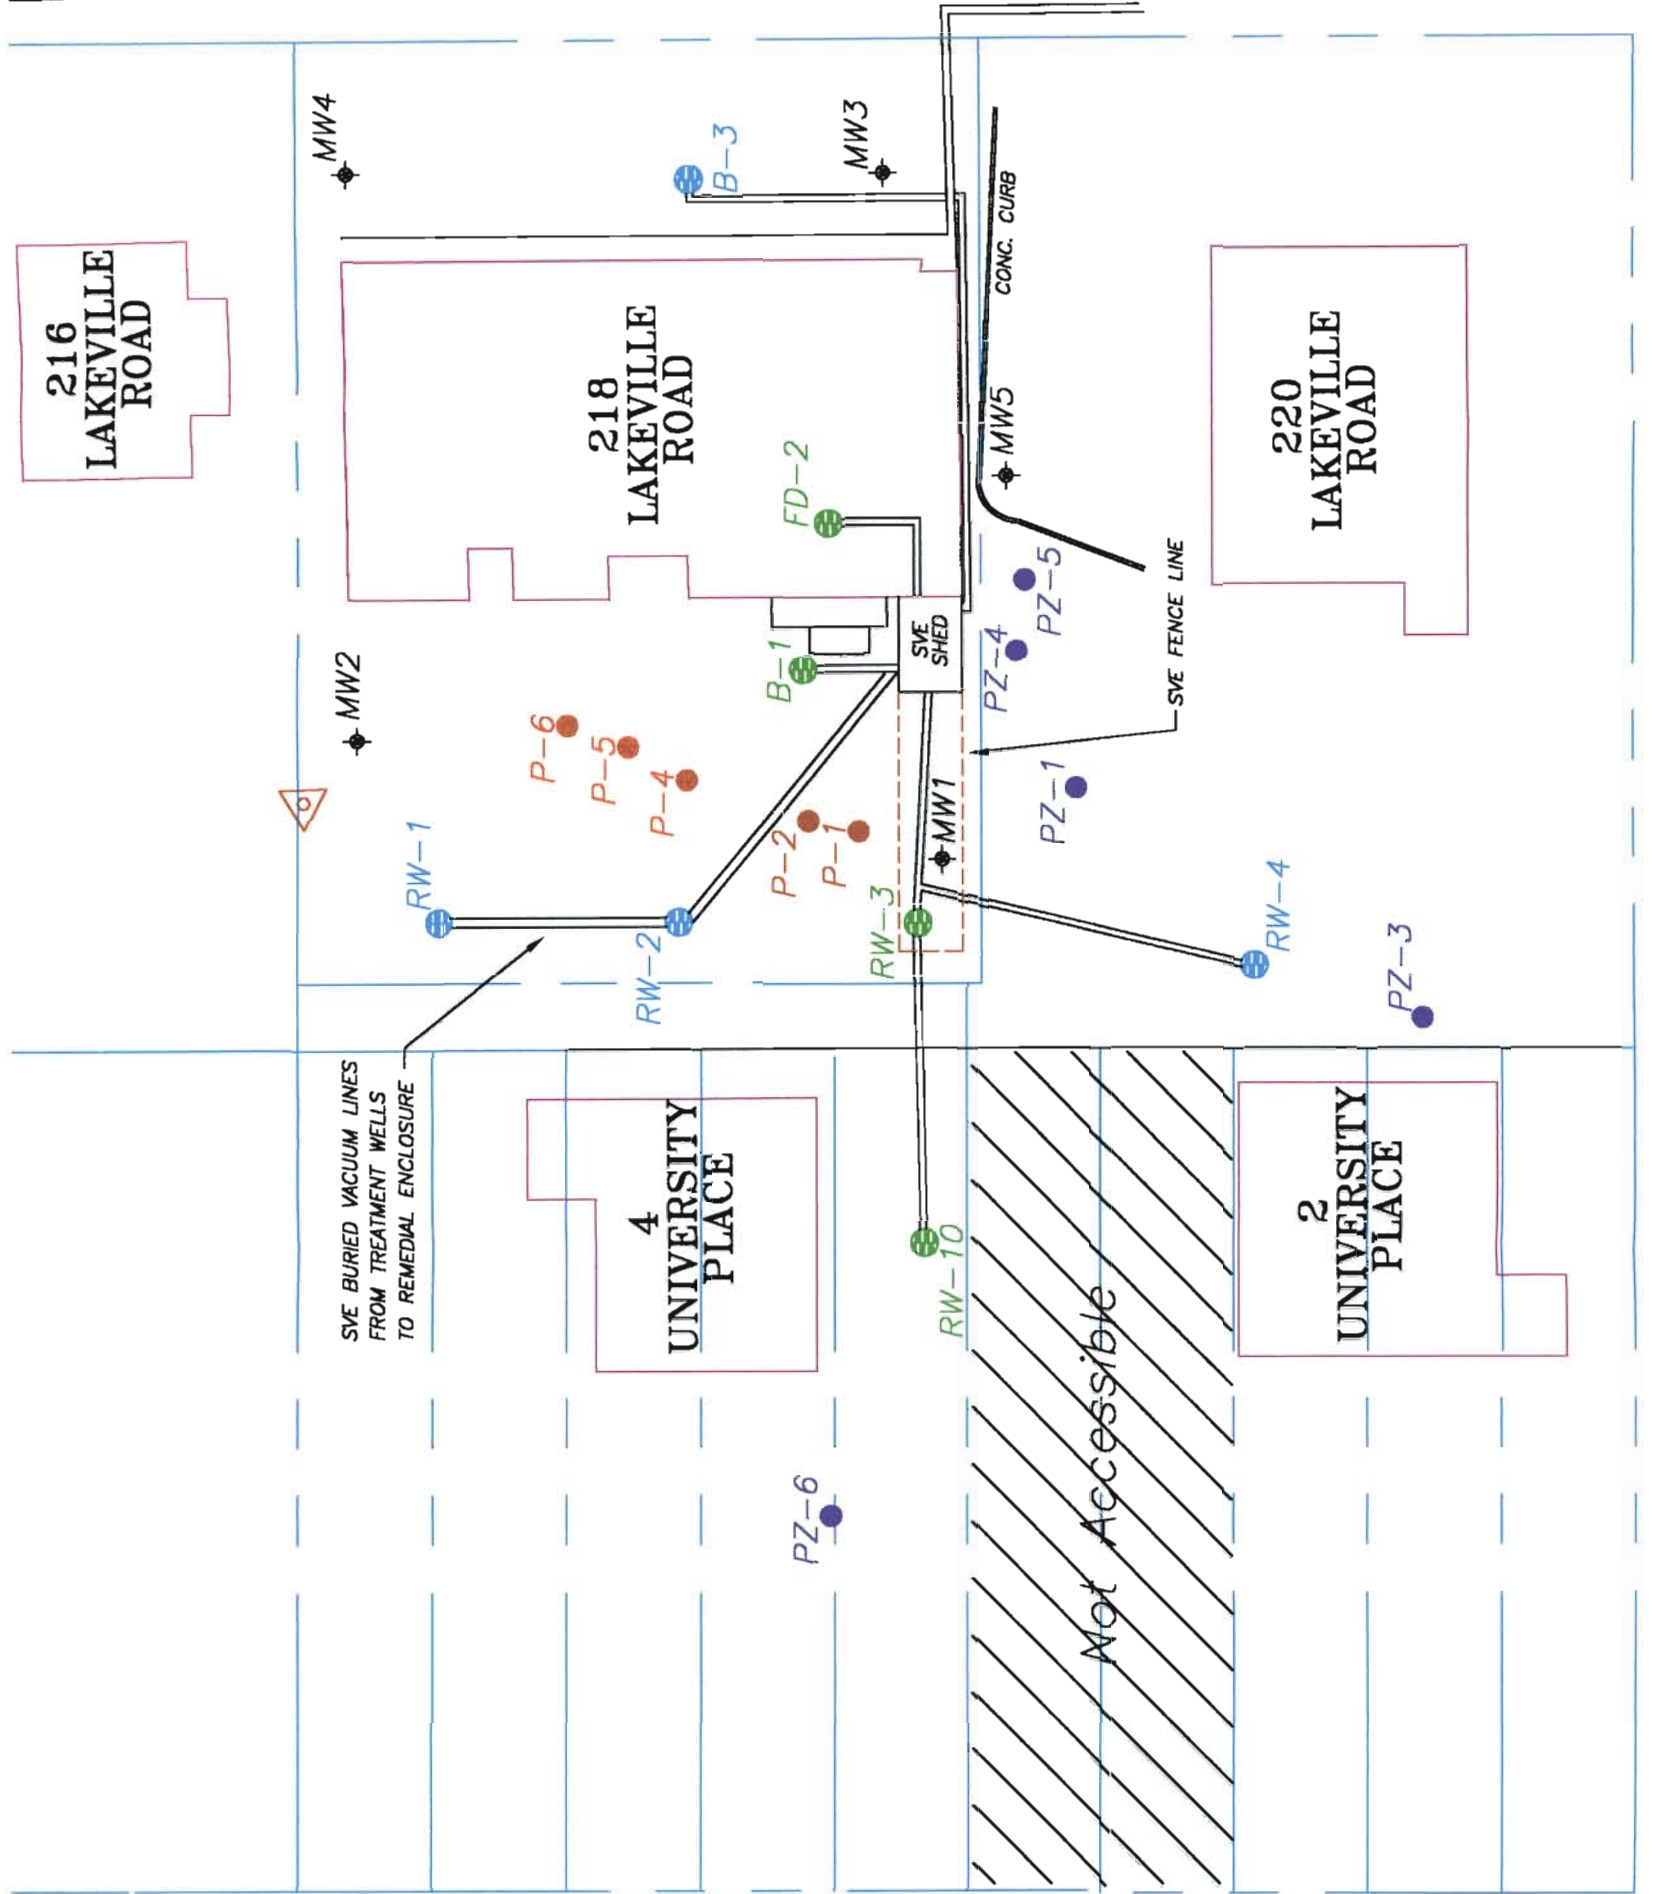 216
LAKEVILLE
ROAD
MW4
B-3
MW3
CONC. CURB
218
LAKEVILLE
ROAD
FD-2
MW5
220
LAKEVILLE
ROAD
MW2
B-1
SVE
SHED
PZ-4
PZ-5
SVE FENCE LINE
P-6
P-5
P-4
P-2
P-1
MW1
PZ-1
RW-1
RW-2
RW-3
RW-4
PZ-3
SVE BURIED VACUUM LINES
FROM TREATMENT WELLS
TO REMEDIAL ENCLOSURE
4
UNIVERSITY
PLACE
RW-10
2
UNIVERSITY
PLACE
PZ-6
Not Accessible